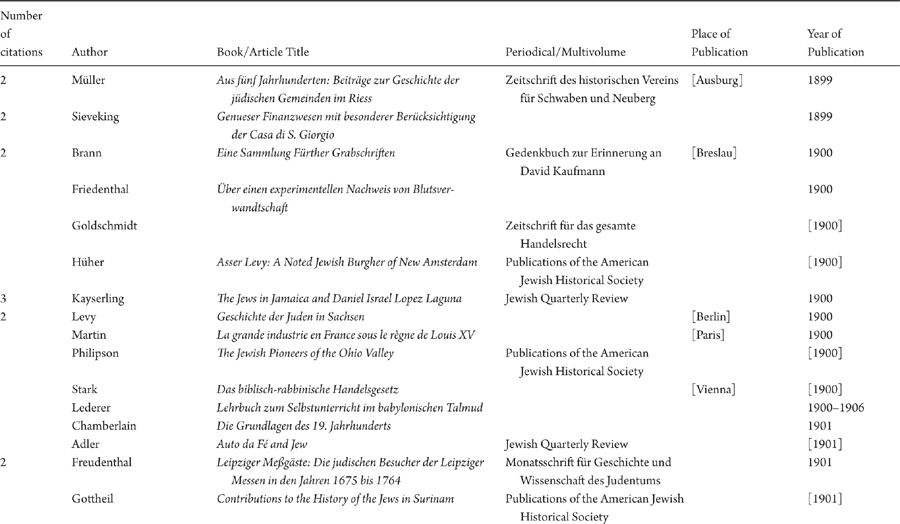 Number
of
citations Author Book/Article Title Periodical/Multivolume Place of Publication Year of Publication
2 Müller Aus fünf Jahrhunderten: Beiträge zur Geschichte der Zeitschrift des historischen Vereins [Ausburg] 1899
jüdischen Gemeinden im Riess für Schwaben und Neuberg
2 Sieveking Genueser Finanzwesen mit besonderer Berücksichtigung 1899
der Casa di S. Giorgio
2 Brann Eine Sammlung Fürther Grabschriften Gedenkbuch zur Erinnerung an [Breslau] 1900
David Kaufmann
Friedenthal Über einen experimentellen Nachweis von Blutsver- 1900
wandtschaft
Goldschmidt Zeitschrift für das gesamte [1900]
Handelsrecht
Hüher Asser Levy: A Noted Jewish Burgher of New Amsterdam Publications of the American [1900]
Jewish Historical Society
3 Kayserling The Jews in Jamaica and Daniel Israel Lopez Laguna Jewish Quarterly Review 1900
2 Levy Geschichte der Juden in Sachsen [Berlin] 1900
Martin La grande industrie en France sous le règne de Louis XV [Paris] 1900
Philipson The Jewish Pioneers of the Ohio Valley Publications of the American [1900]
Jewish Historical Society
Stark Das biblisch-rabbinische Handelsgesetz [Vienna] [1900]
Lederer Lehrbuch zum Selbstunterricht im babylonischen Talmud 1900–1906
Chamberlain Die Grundlagen des 19. Jahrhunderts 1901
Adler Auto da Fé and Jew Jewish Quarterly Review [1901]
2 Freudenthal Leipziger Meßgäste: Die judischen Besucher der Leipziger Monatsschrift für Geschichte und 1901
Messen in den Jahren 1675 bis 1764 Wissenschaft des Judentums
Gottheil Contributions to the History of the Jews in Surinam Publications of the American Jewish [1901]
Historical Society